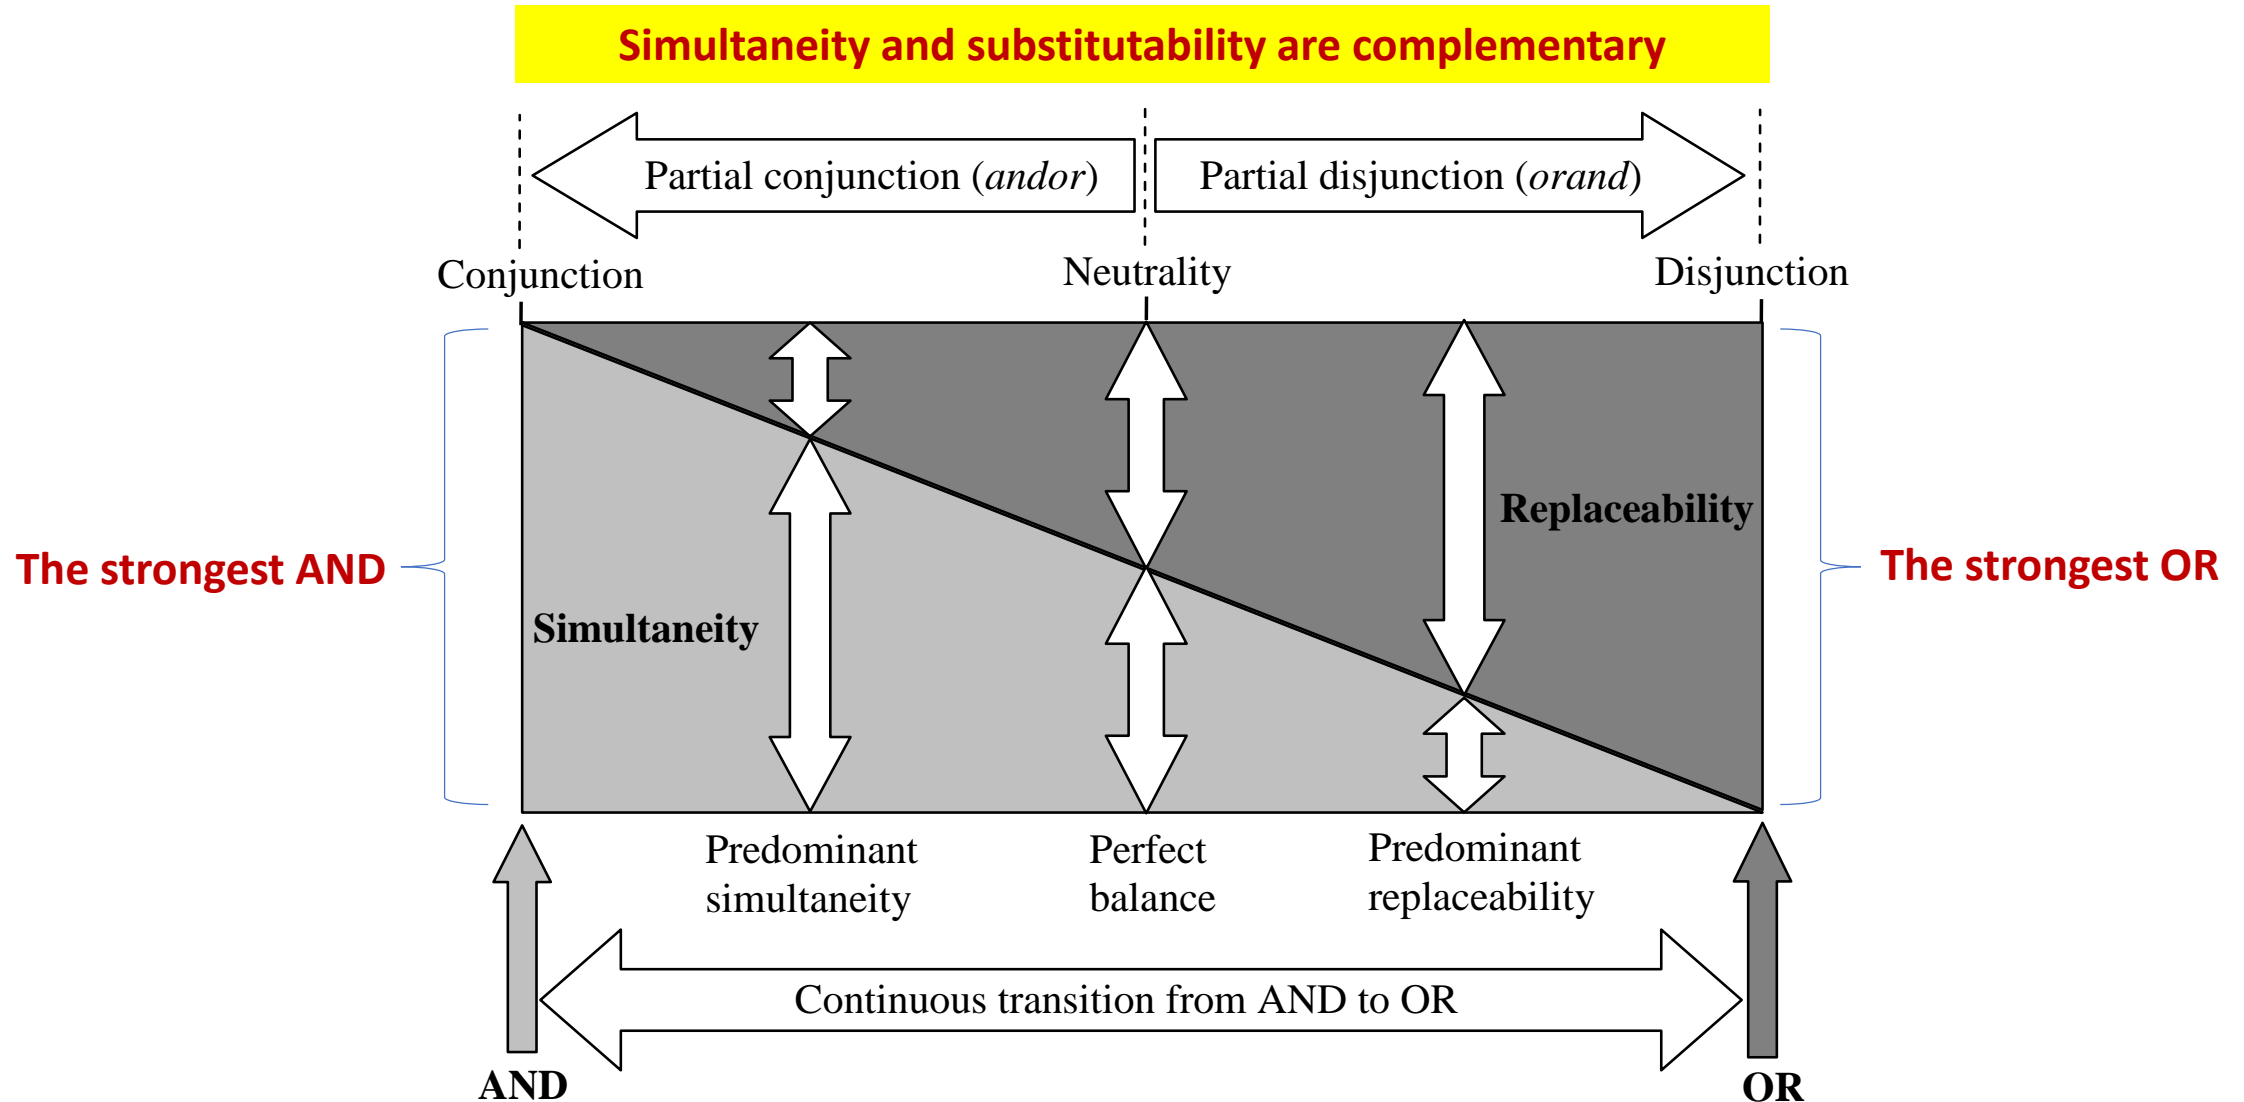 Simultaneity and substitutability are complementary
Partial conjunction (andor)
Partial disjunction (orand)
Conjunction
Neutrality
Disjunction
Replaceability
The strongest AND
The strongest OR
Simultaneity
Predominant
simultaneity
Perfect
balance
Predominant
replaceability
Continuous transition from AND to OR
AND
OR